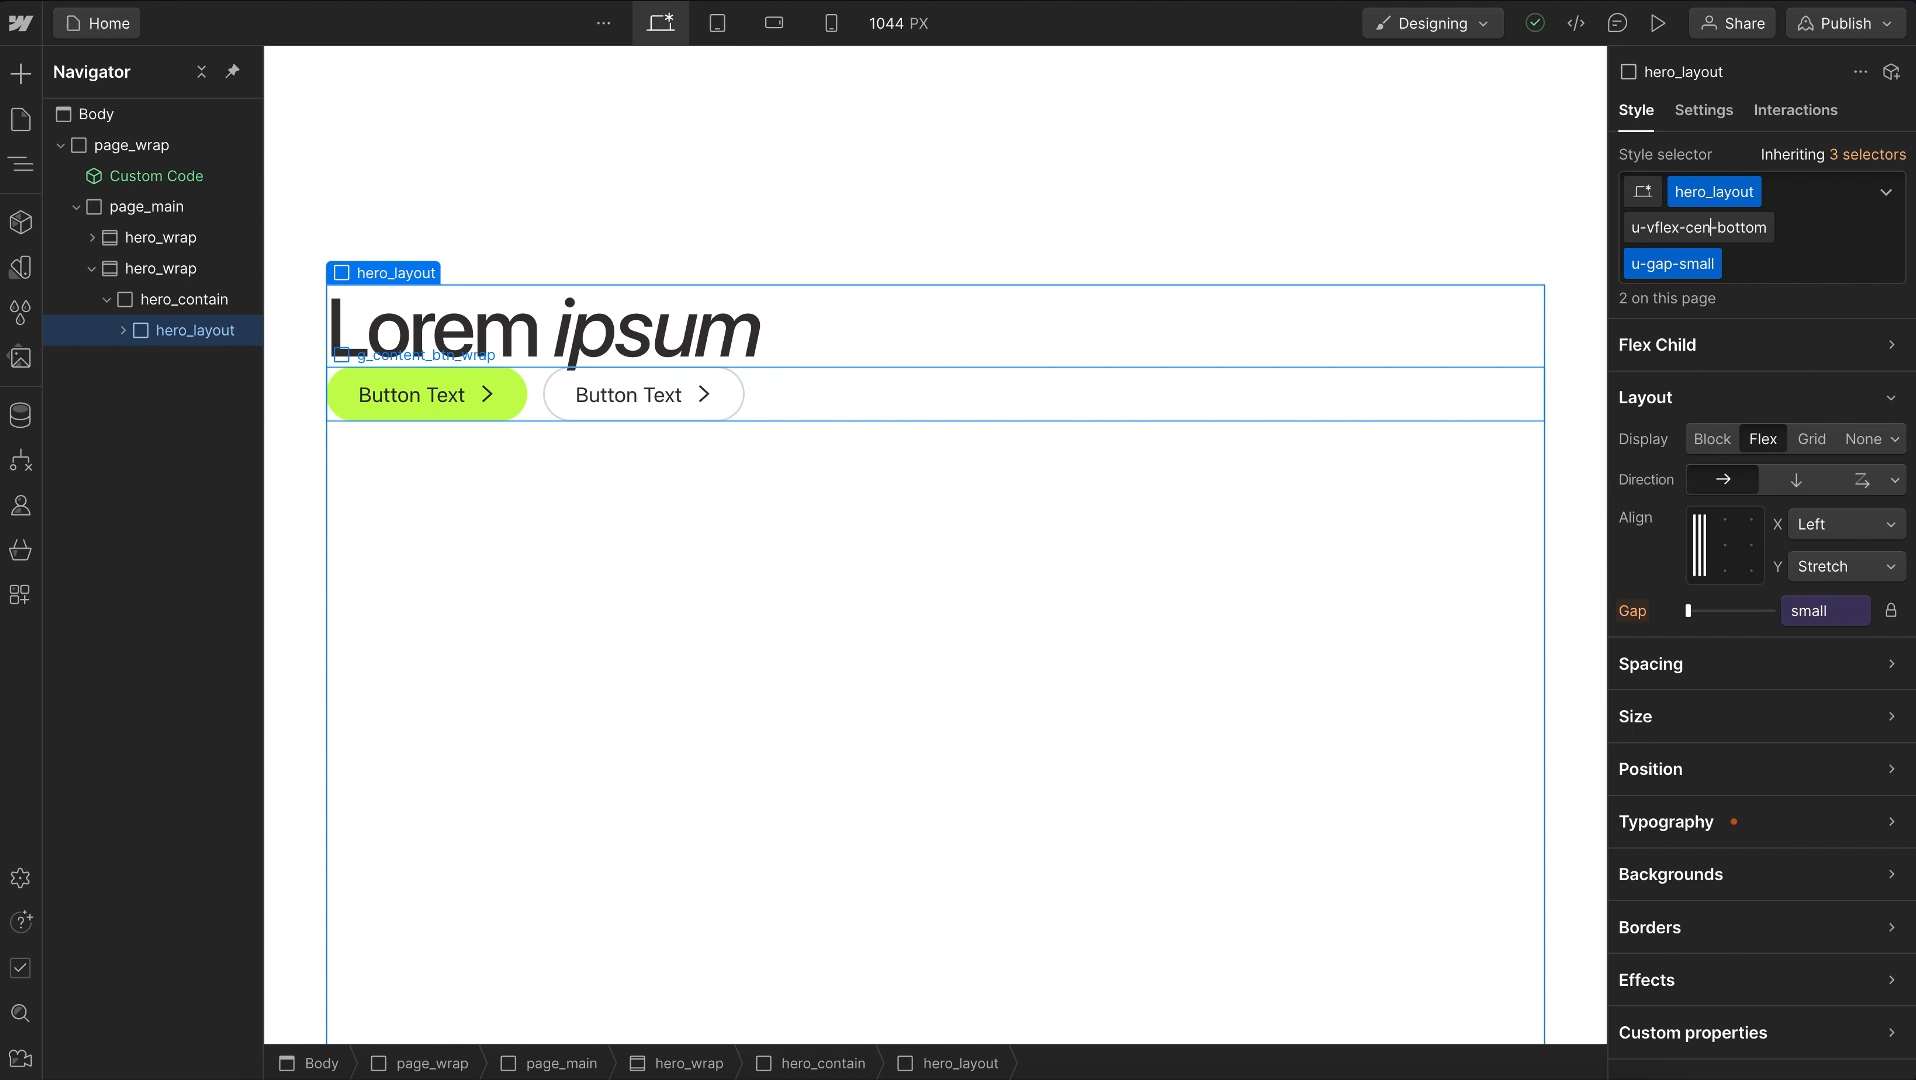 Home
1044 PX
Designing
Share
Publish
Navigator
Body
page_wrap
Custom Code
page_main
hero_wrap
hero_wrap
hero_contain
hero_layout
hero_layout
Lorem ipsum
g_content_btn_wrap
Button Text
Button Text
hero_layout
Style Settings Interactions
Style selector Inheriting 3 selectors
hero_layout
u-vflex-cen-bottom
u-gap-small
2 on this page
Flex Child
Layout
Display Block Flex Grid None
Direction
Align X Left
Y Stretch
Gap small
Spacing
Size
Position
Typography
Backgrounds
Borders
Effects
Custom properties
Body page_wrap page_main hero_wrap hero_contain hero_layout